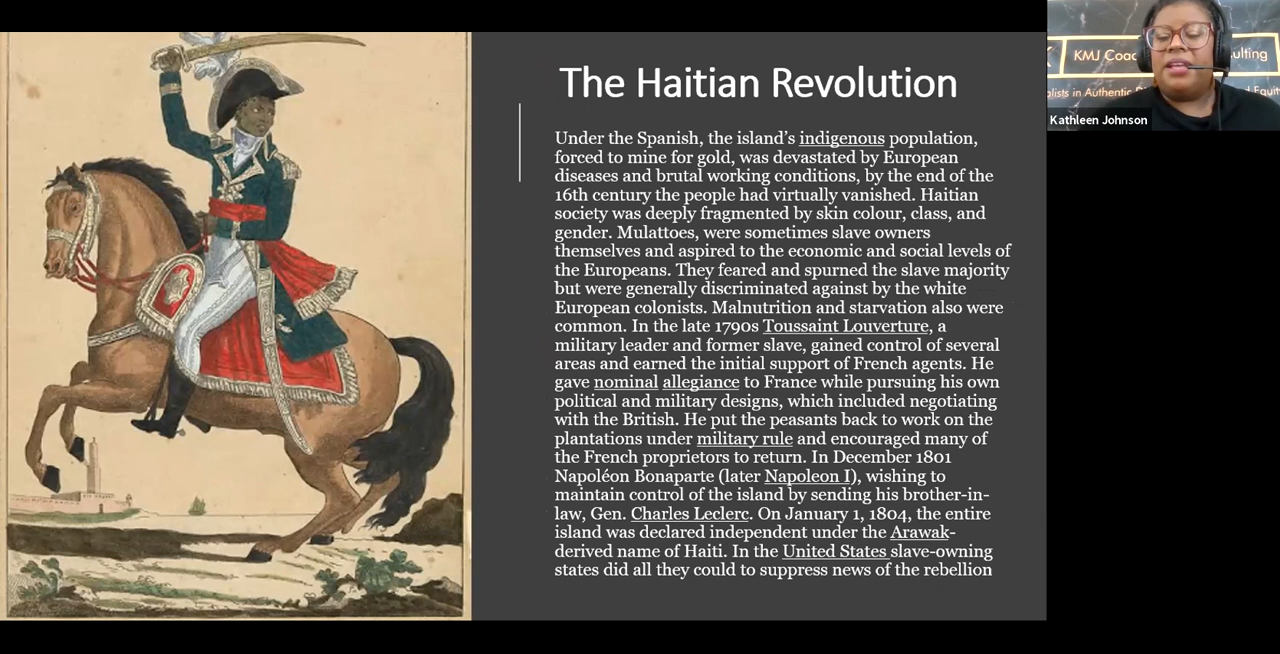 The Haitian Revolution
Under the Spanish, the island's indigenous population,
forced to mine for gold, was devastated by European
diseases and brutal working conditions, by the end of the
16th century the people had virtually vanished. Haitian
society was deeply fragmented by skin colour, class, and
gender. Mulattoes, were sometimes slave owners
themselves and aspired to the economic and social levels of
the Europeans. They feared and spurned the slave majority
but were generally discriminated against by the white
European colonists. Malnutrition and starvation also were
common. In the late 1790s Toussaint Louverture, a
military leader and former slave, gained control of several
areas and earned the initial support of French agents. He
gave nominal allegiance to France while pursuing his own
political and military designs, which included negotiating
with the British. He put the peasants back to work on the
plantations under military rule and encouraged many of
the French proprietors to return. In December 1801
Napoléon Bonaparte (later Napoleon I), wishing to
maintain control of the island by sending his brother-in-
law, Gen. Charles Leclerc. On January 1, 1804, the entire
island was declared independent under the Arawak-
derived name of Haiti. In the United States slave-owning
states did all they could to suppress news of the rebellion
KMJ Coac
ulting
alists in Authentic
d Equity
Kathleen Johnson